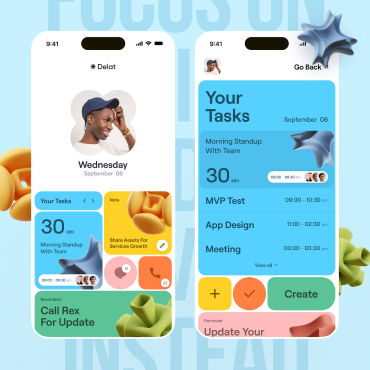 FOCUS ON
INSTEAD
9:41
Delat
Wednesday
September 06
Your Tasks
30 MIN
Morning Standup
With Team
Note
Share Assets For
Services Growth
Reminder
Call Rex
For Update
9:41
Go Back
Your
Tasks
September 06
Morning Standup
With Team
30 MIN
MVP Test
09:00 - 10:30 am
App Design
11:00 - 02:30 pm
Meeting
03:00 - 03:30 pm
View all
Create
Reminder
Update Your